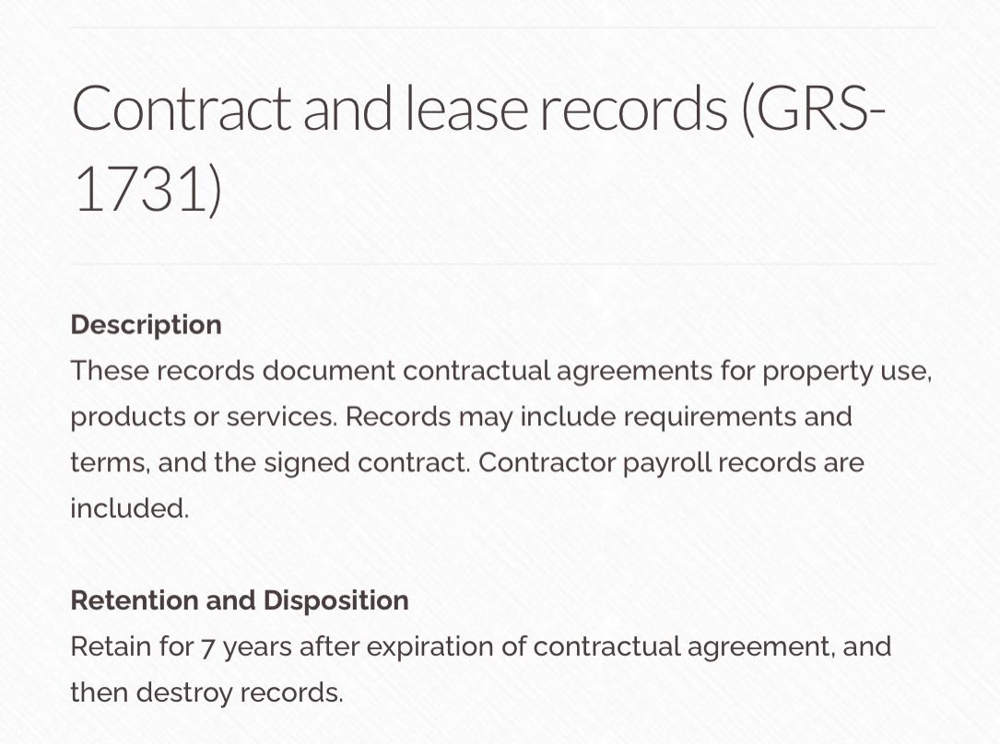 Contract and lease records (GRS-
1731)
Description
These records document contractual agreements for property use,
products or services. Records may include requirements and
terms, and the signed contract. Contractor payroll records are
included.
Retention and Disposition
Retain for 7 years after expiration of contractual agreement, and
then destroy records.